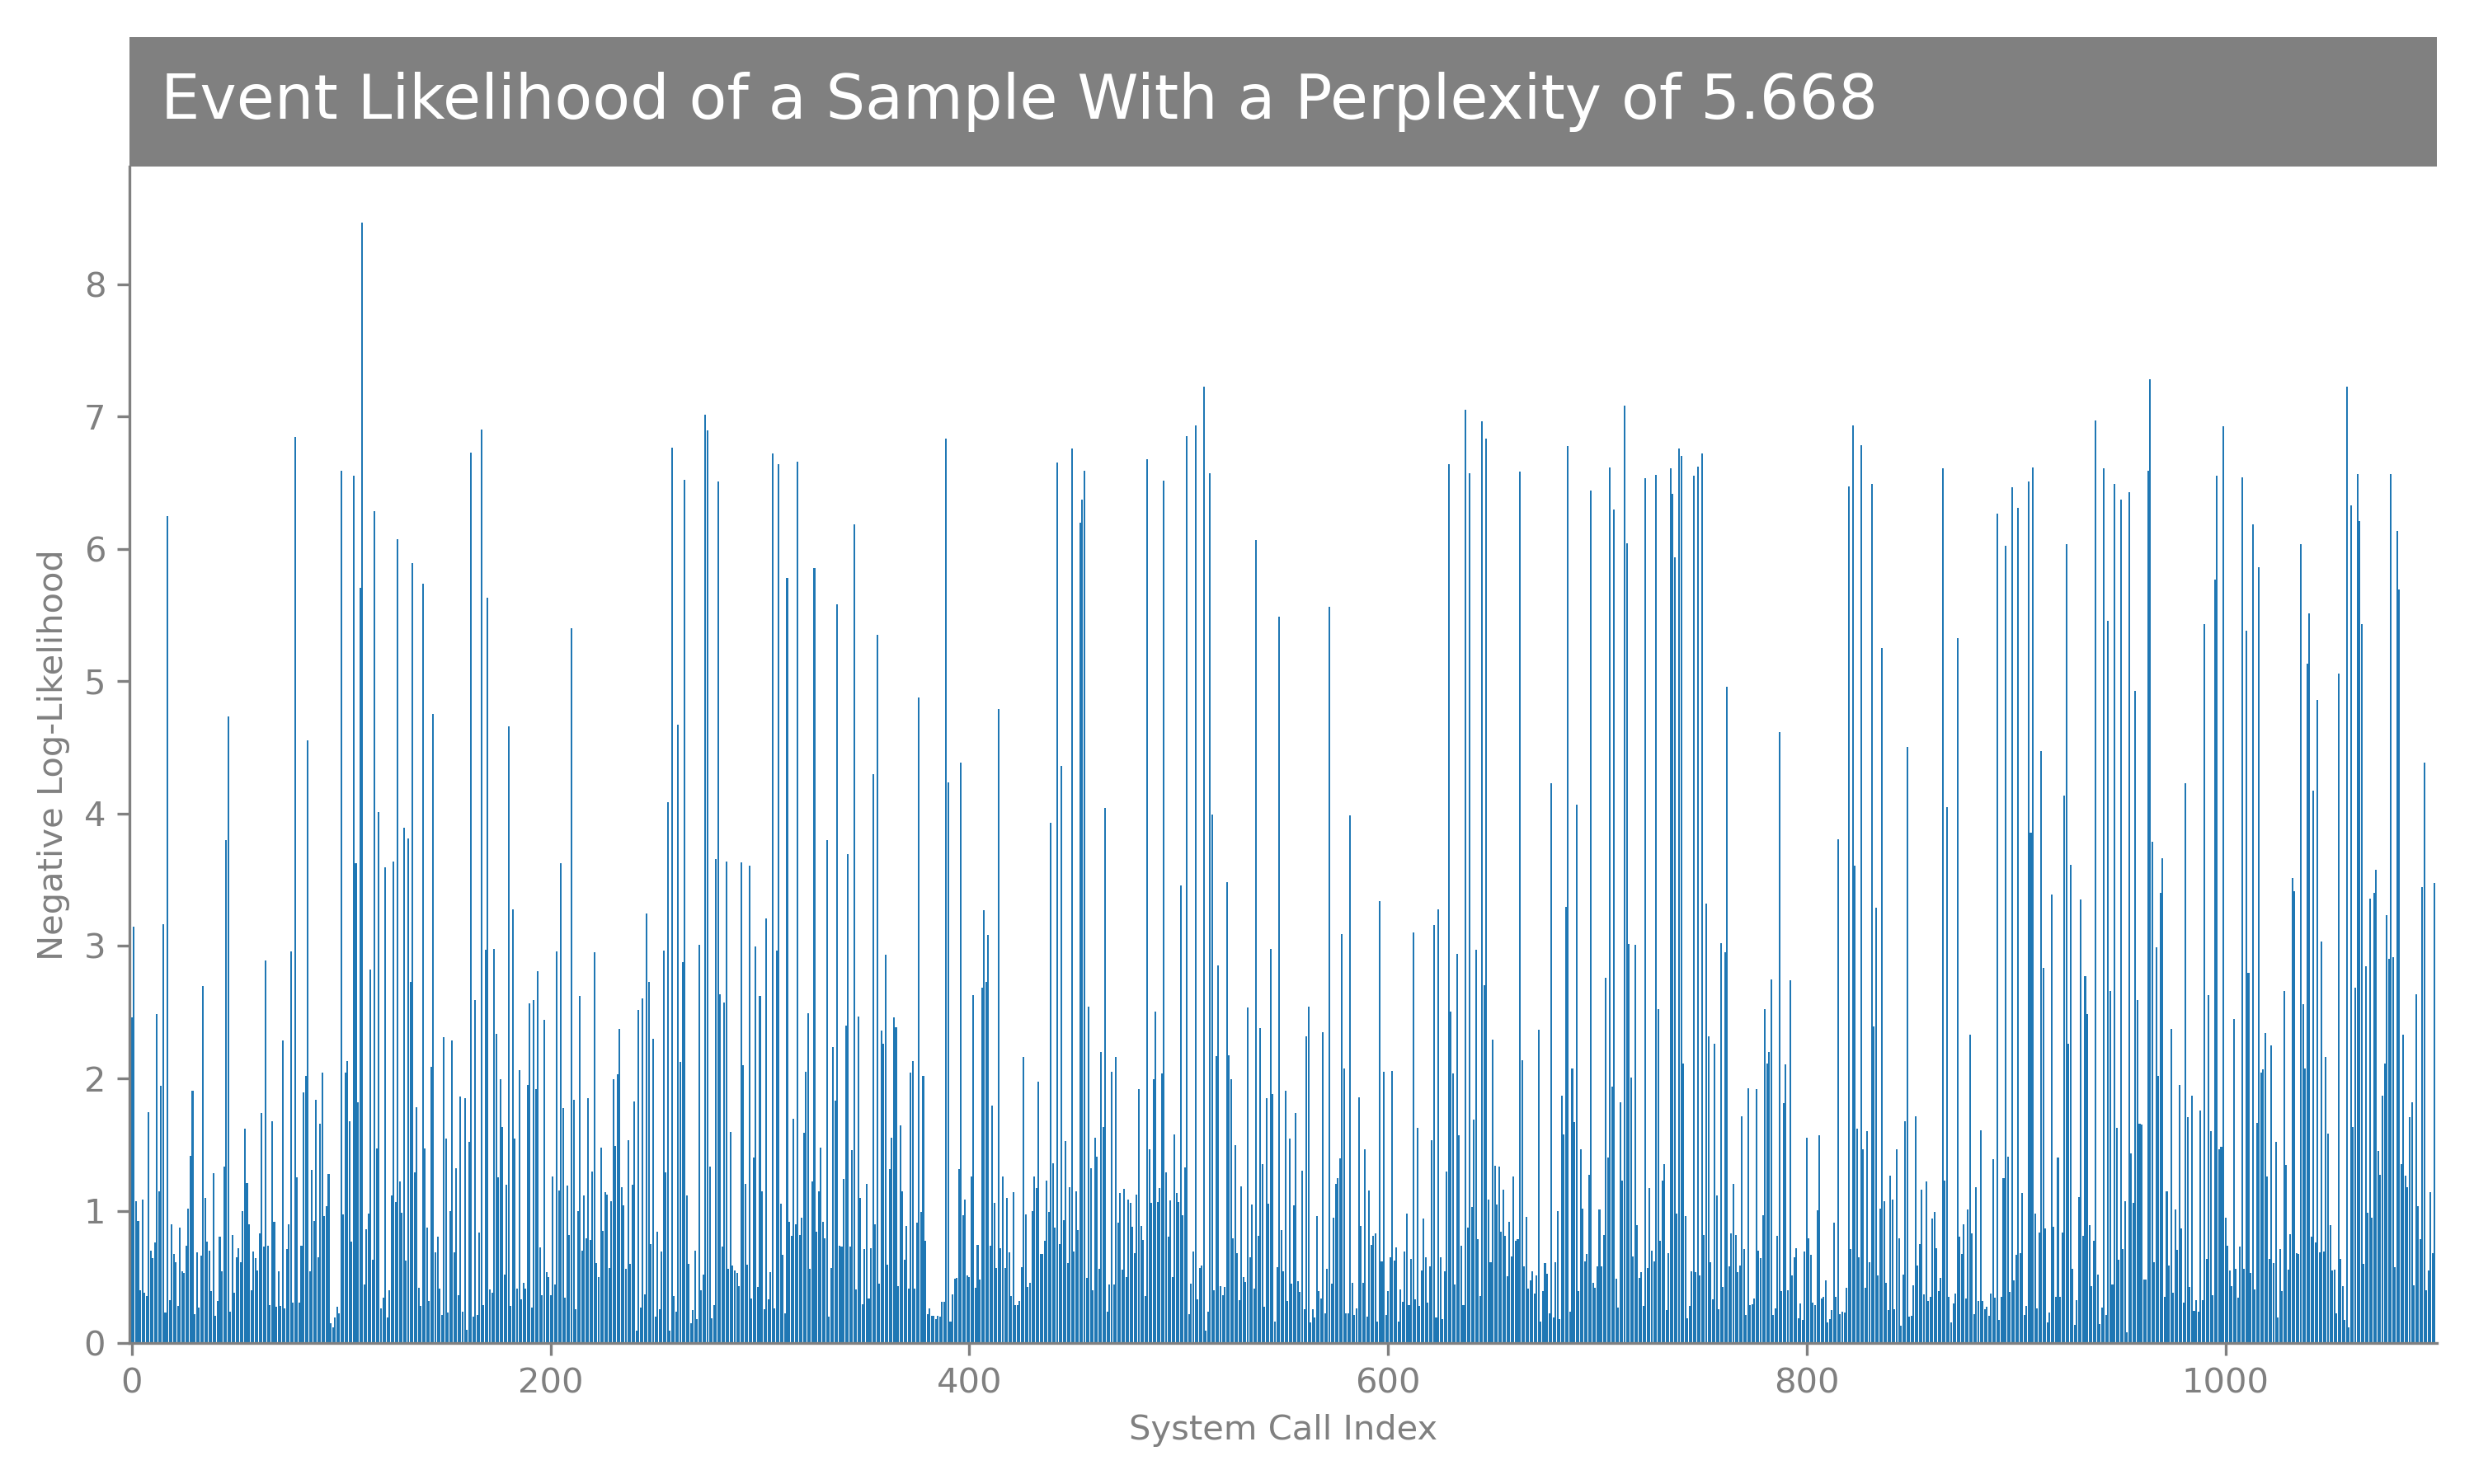 Event Likelihood of a Sample With a Perplexity of 5.668
Negative Log-Likelihood
8
7
6
5
4
3
2
1
0
0 200 400 600 800 1000
System Call Index